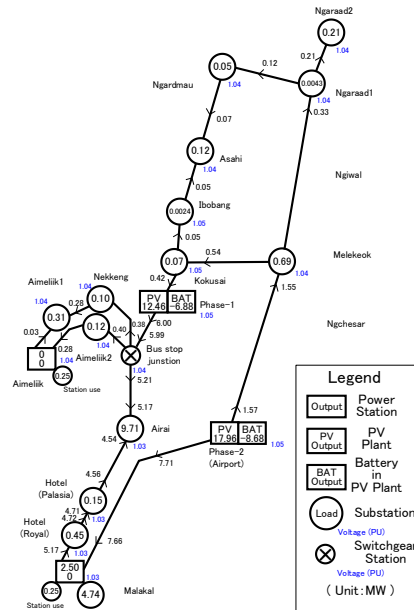 Ngaraad2
0.21
1.04
0.21
0.12
0.05
1.04
Ngardmau
0.0043
1.04
Ngaraad1
0.33
0.07
0.12
Asahi
1.04
Ngiwal
0.05
Ibobang
0.0024
1.05
0.05
0.54
Melekeok
0.07
0.69
1.04
Kokusai
1.05
0.42
1.55
Nekkeng
Aimeliik1
1.04
0.10
1.04
0.28
0.31
0.12
0.40
0.38
PV
12.46
BAT
-6.88
Phase-1
1.05
6.00
5.99
Ngchesar
0.03
0
0
0.28
1.04
Aimeliik2
Bus stop
junstion
1.04
Aimeliik
0.25
Station use
5.21
5.17
9.71
Airai
1.03
4.54
1.57
PV
17.96
BAT
-8.68
1.05
Phase-2
(Airport)
7.71
4.56
Hotel
(Palasia)
0.15
1.03
4.71
4.72
Hotel
(Royal)
0.45
1.03
5.17
7.66
2.50
0
1.03
0.25
Station use
4.74
Malakal
Legend
Output
Power
Station
PV
Output
PV
Plant
BAT
Output
Battery
in
PV Plant
Load
Substation
Voltage (PU)
Switchgear
Station
Voltage (PU)
( Unit:MW )